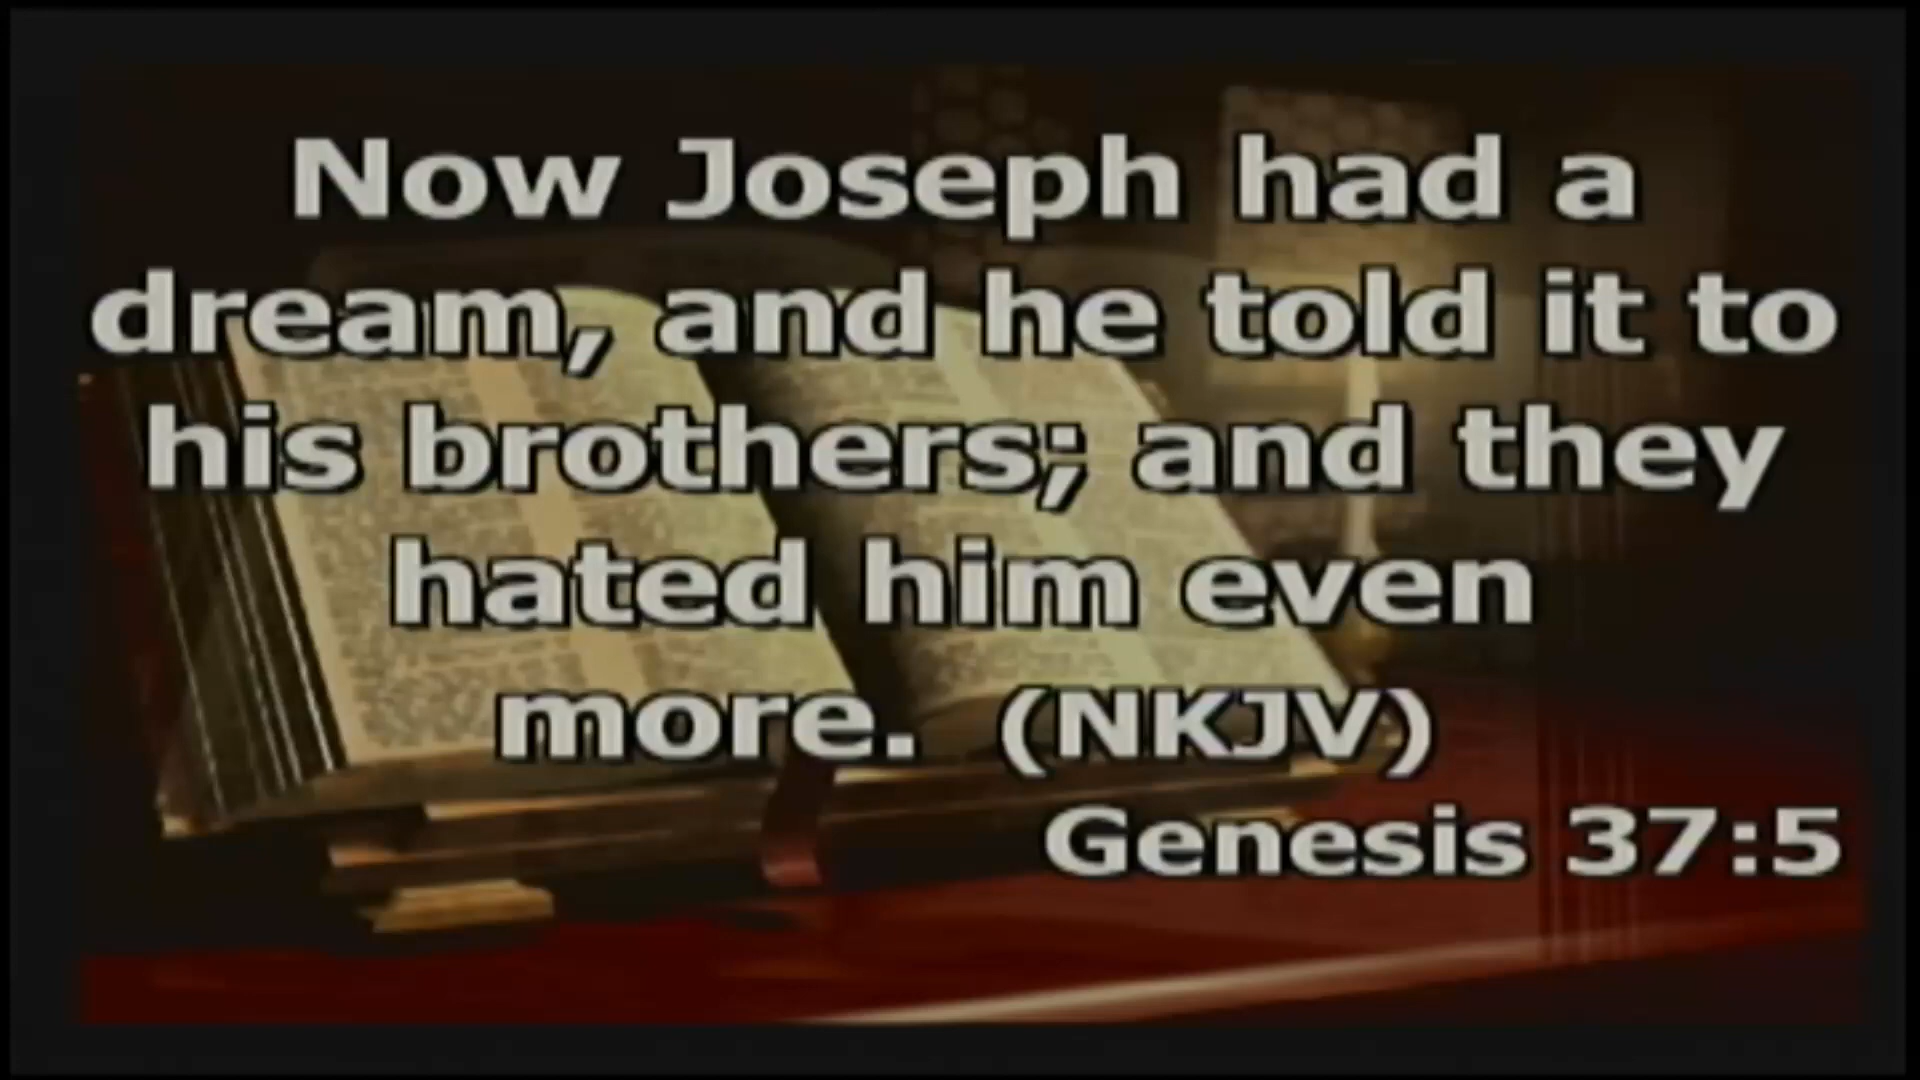 Now Joseph had a
dream, and he told it to
his brothers; and they
hated him even
more. (NKJV)
Genesis 37:5